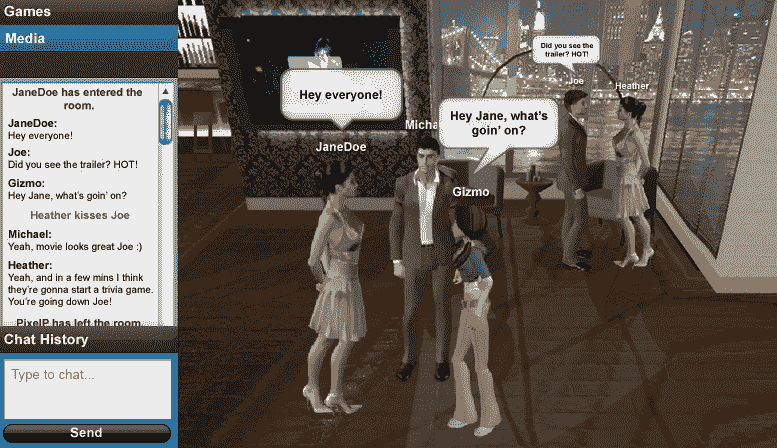 Games
Media
JaneDoe has entered the
room.
JaneDoe:
Hey everyone!
Joe:
Did you see the trailer? HOT!
Gizmo:
Hey Jane, what's goin' on?
Heather kisses Joe
Michael:
Yeah, movie looks great Joe :)
Heather:
Yeah, and in a few mins I think
they're gonna start a trivia game.
You're going down Joe!
PixelP has left the room
Chat History
Type to chat...
Send
Hey everyone!
JaneDoe
Micha
Hey Jane, what's
goin' on?
Gizmo
Did you see the
trailer? HOT!
Joe
Heather